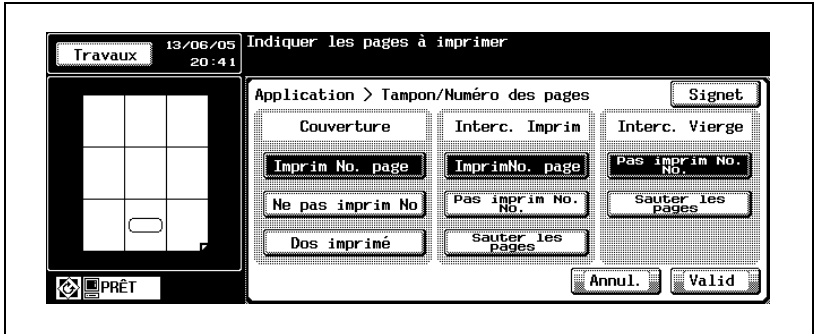 Travaux
13/06/05
20:41
Indiquer les pages à imprimer
Application > Tampon/Numéro des pages
Signet
Couverture
Interc. Imprim
Interc. Vierge
Imprim No. page
ImprimNo. page
Pas imprim No.
No.
Ne pas imprim No
Pas imprim No.
No.
Sauter les
pages
Dos imprimé
Sauter les
pages
Annul.
Valid
PRÊT